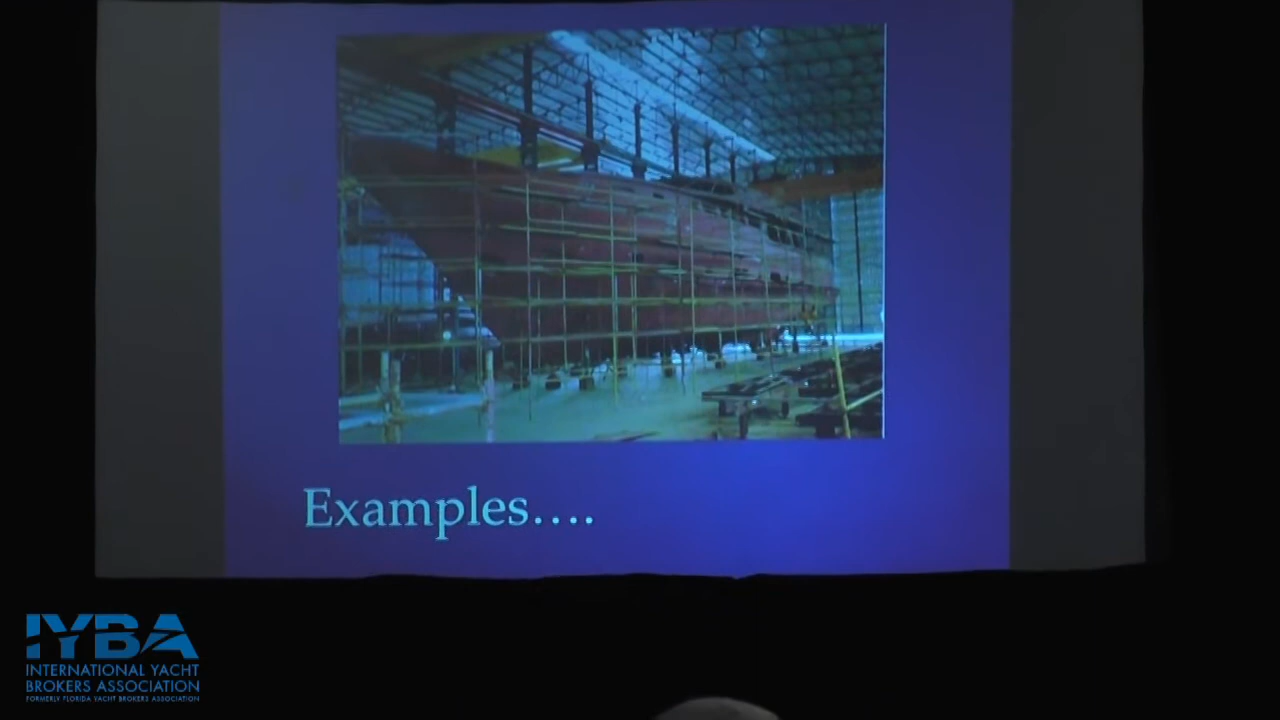 Examples....
IYBA
INTERNATIONAL YACHT
BROKERS ASSOCIATION
FORMERLY FLORIDA YACHT BROKERS ASSOCIATION